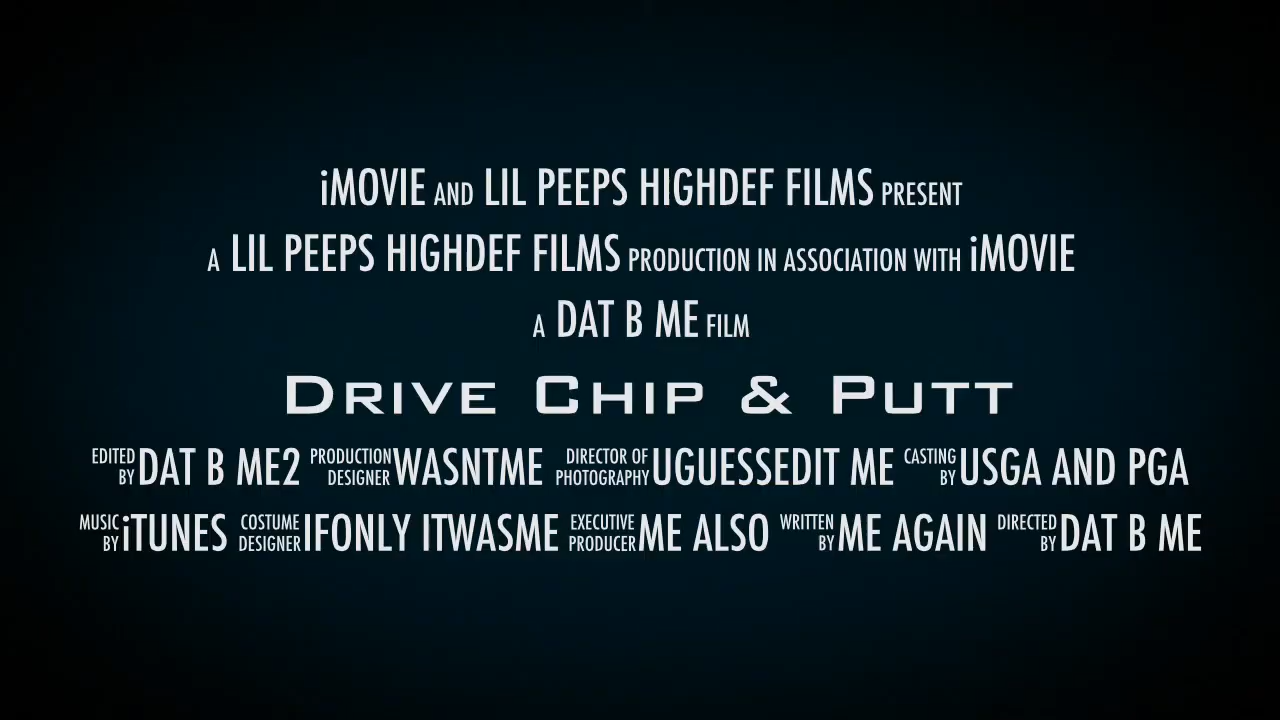 iMOVIE AND LIL PEEPS HIGHDEF FILMS PRESENT
A LIL PEEPS HIGHDEF FILMS PRODUCTION IN ASSOCIATION WITH iMOVIE
A DAT B ME FILM
DRIVE CHIP & PUTT
EDITED BY DAT B ME2 PRODUCTION DESIGNER WASNTME DIRECTOR OF PHOTOGRAPHY UGUESSEDIT ME CASTING BY USGA AND PGA
MUSIC BY iTUNES COSTUME DESIGNER IFONLY ITWASME EXECUTIVE PRODUCER ME ALSO WRITTEN BY ME AGAIN DIRECTED BY DAT B ME